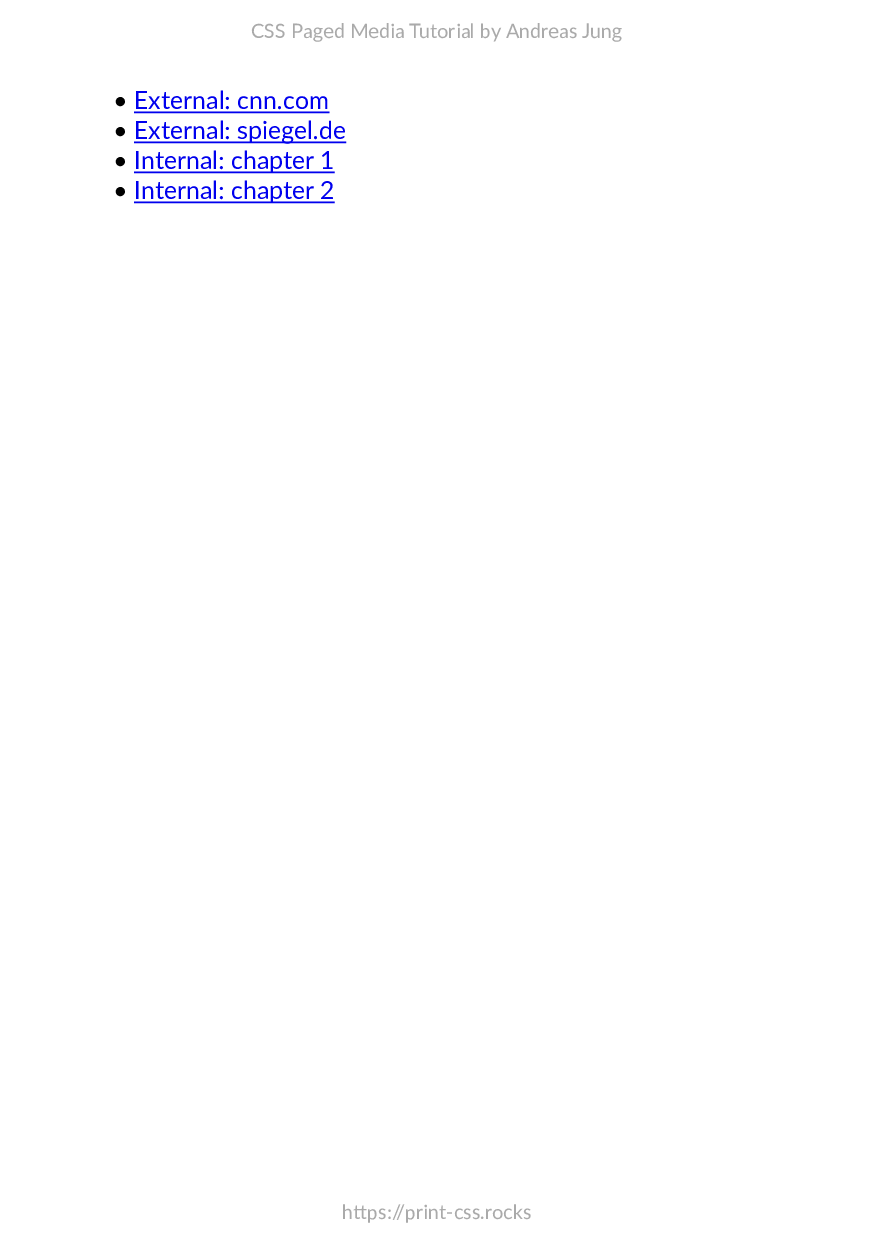 CSS Paged Media Tutorial by Andreas Jung
• External: cnn.com
• External: spiegel.de
• Internal: chapter 1
• Internal: chapter 2
https://print-css.rocks